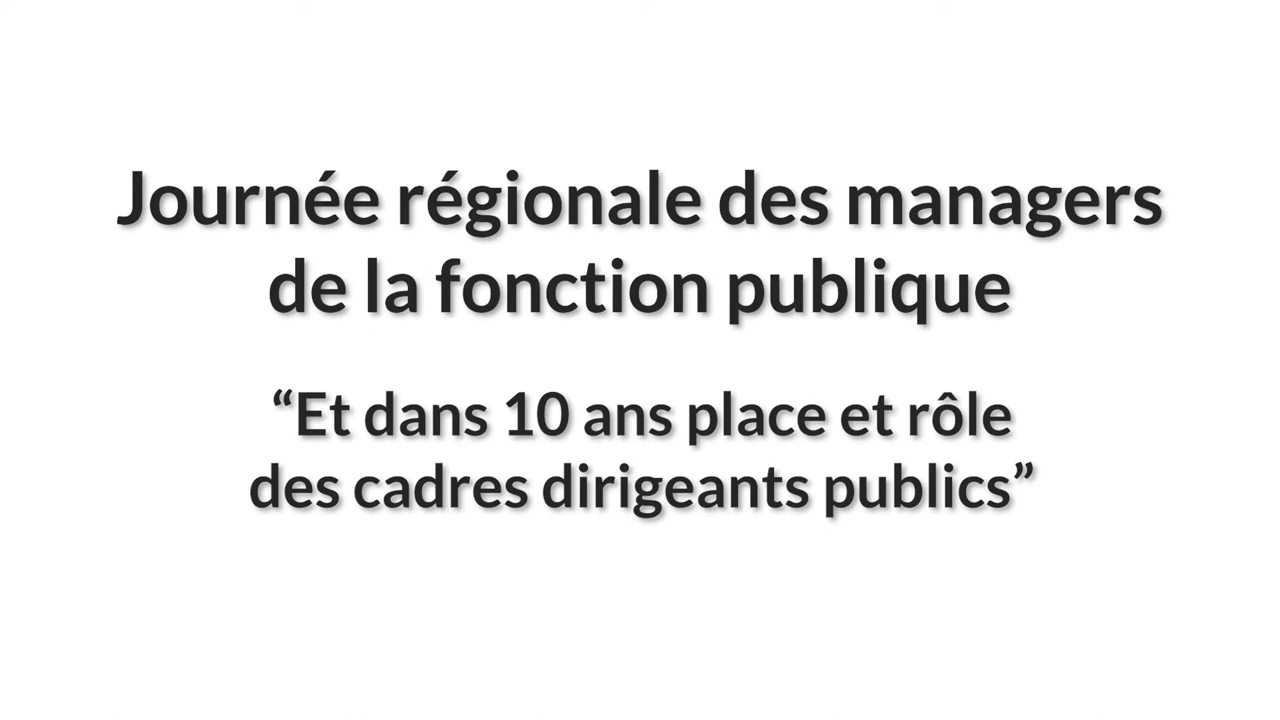 Journée régionale des managers
de la fonction publique
“Et dans 10 ans place et rôle
des cadres dirigeants publics”